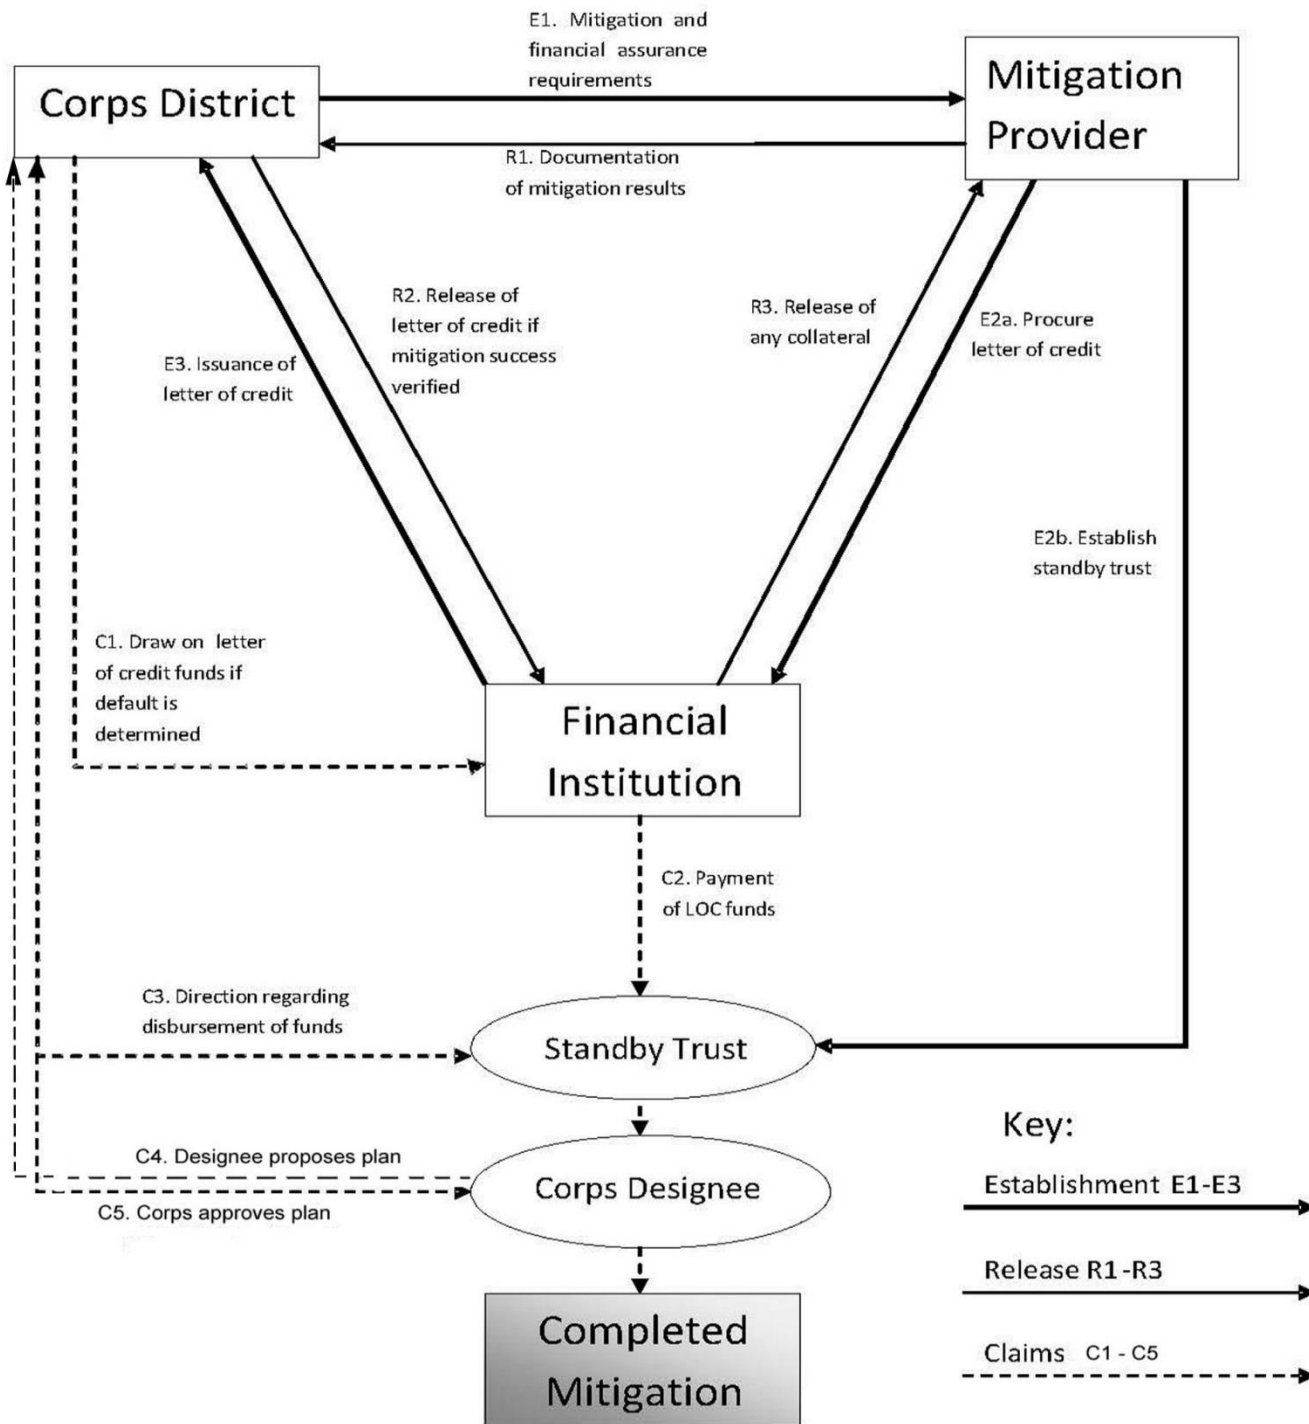 E1. Mitigation and
financial assurance
requirements
Corps District
Mitigation
Provider
R1. Documentation
of mitigation results
R2. Release of
letter of credit if
mitigation success
verified
E3. Issuance of
letter of credit
R3. Release of
any collateral
E2a. Procure
letter of credit
E2b. Establish
standby trust
C1. Draw on letter
of credit funds if
default is
determined
Financial
Institution
C2. Payment
of LOC funds
C3. Direction regarding
disbursement of funds
Standby Trust
C4. Designee proposes plan
Corps Designee
C5. Corps approves plan
Completed
Mitigation
Key:
Establishment E1-E3
Release R1-R3
Claims C1 - C5